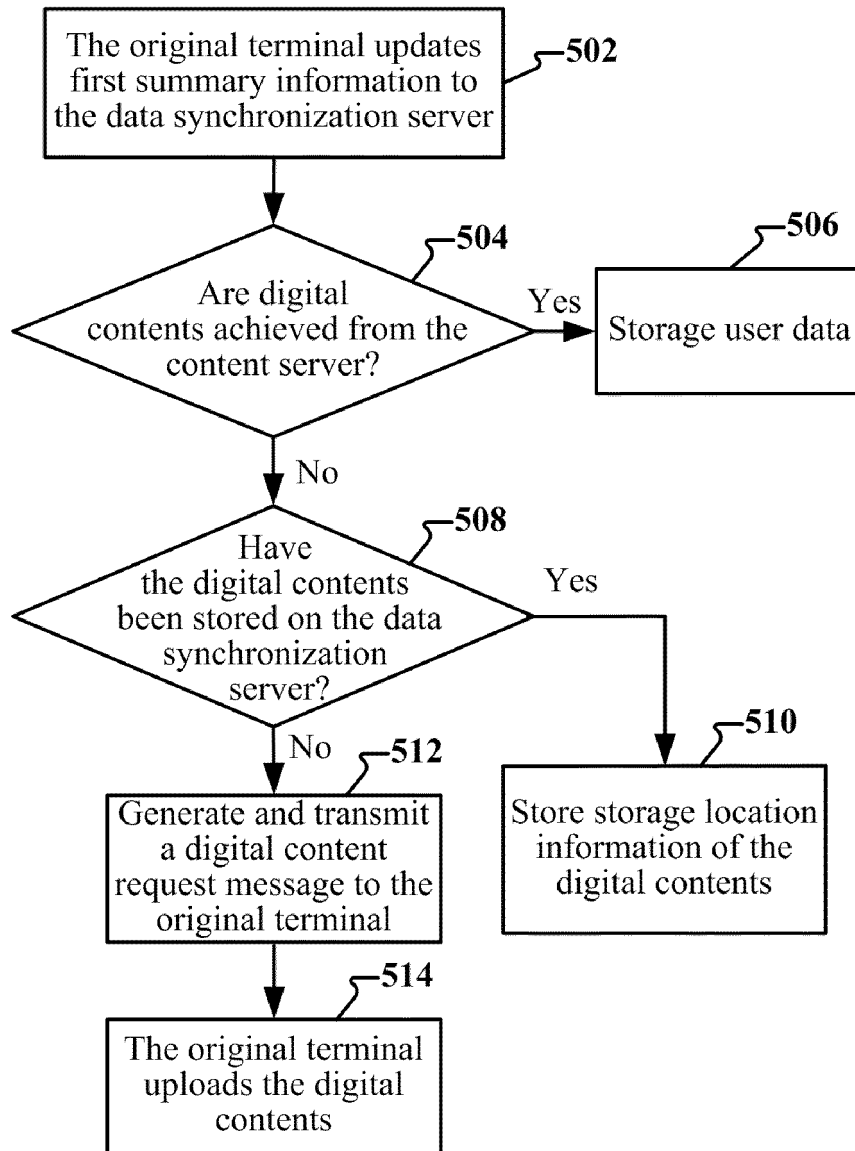 The original terminal updates
first summary information to
the data synchronization server
502
504
Are digital
contents achieved from the
content server?
Yes
506
Storage user data
No
508
Have
the digital contents
been stored on the data
synchronization
server?
Yes
510
Store storage location
information of the
digital contents
No
512
Generate and transmit
a digital content
request message to the
original terminal
514
The original terminal
uploads the digital
contents